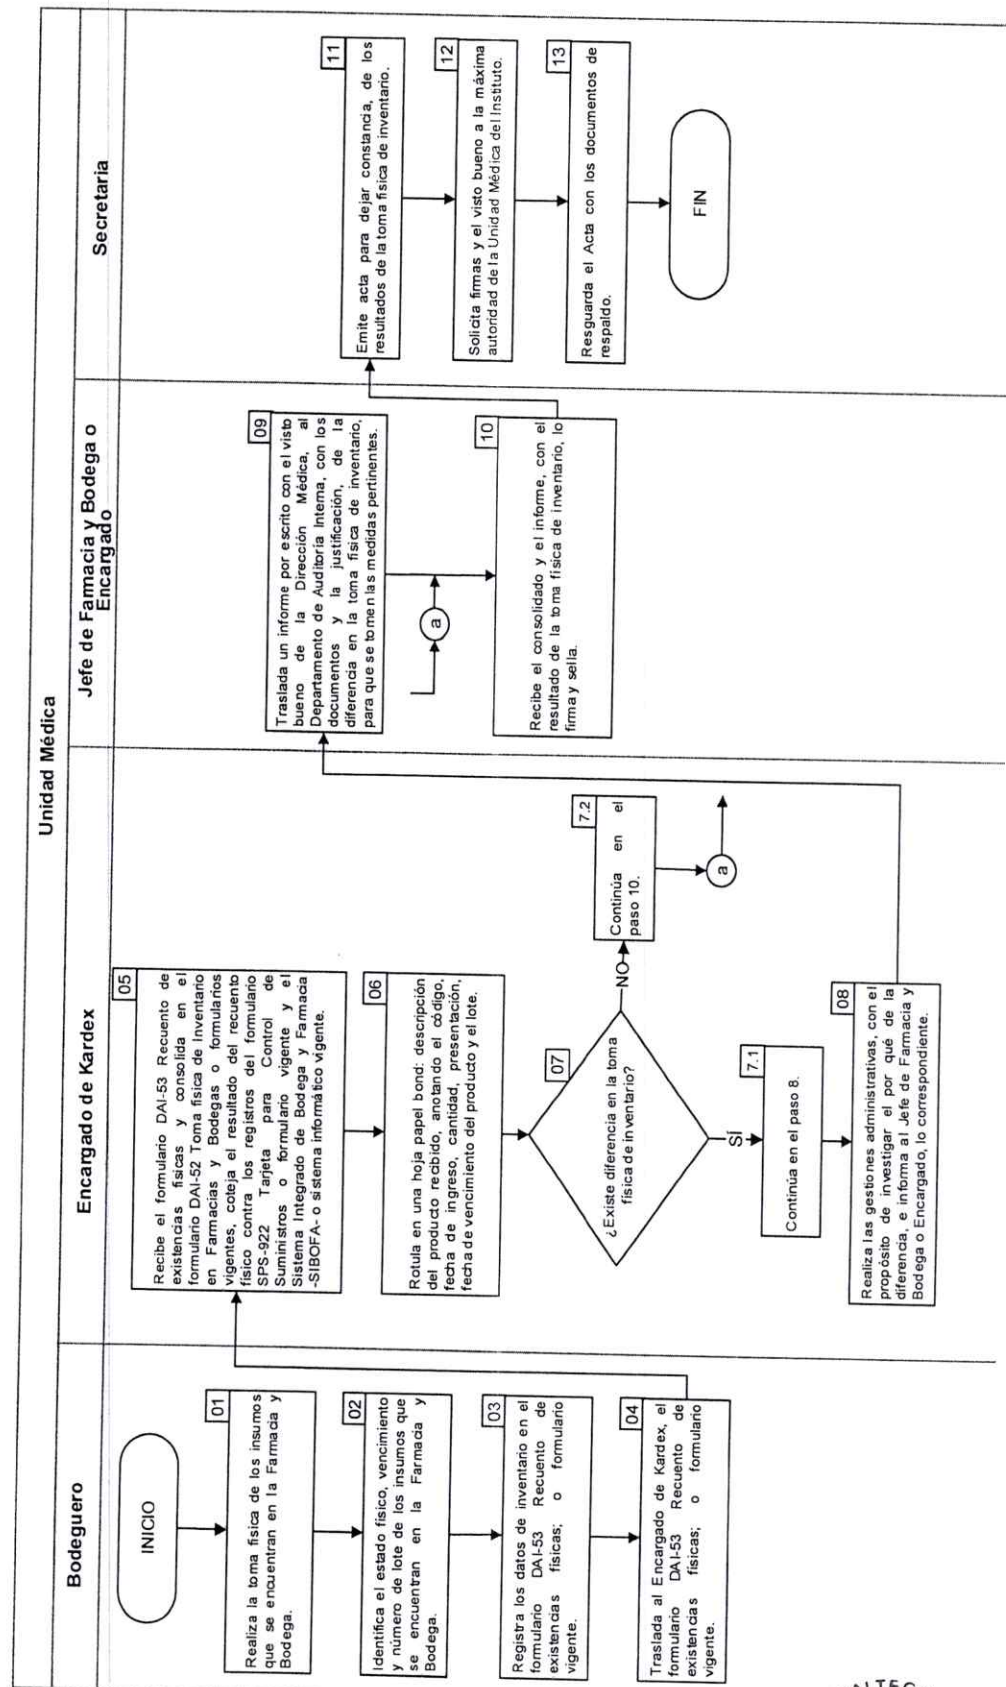 Unidad Médica
Bodeguero
INICIO
01
Realiza la toma física de los insumos
que se encuentran en la Farmacia y
Bodega.
02
Identifica el estado físico, vencimiento
y número de lote de los insumos que
se encuentran en la Farmacia y
Bodega.
03
Registra los datos de inventario en el
formulario DAI-53 Recuento de
existencias físicas; o formulario
vigente.
04
Traslada al Encargado de Kardex, el
formulario DAI-53 Recuento de
existencias físicas; o formulario
vigente.
Encargado de Kardex
05
Recibe el formulario DAI-53 Recuento de
existencias físicas y consolida en el
formulario DAI-52 Toma física de Inventario
en Farmacias y Bodegas o formularios
vigentes, coteja el resultado del recuento
físico contra los registros del formulario
SPS-922 Tarjeta para Control de
Suministros o formulario vigente y el
Sistema Integrado de Bodega y Farmacia
-SIBOFA- o sistema informático vigente.
06
Rotula en una hoja papel bond: descripción
del producto recibido, anotando el código,
fecha de ingreso, cantidad, presentación,
fecha de vencimiento del producto y el lote.
07
¿Existe diferencia en la toma
física de inventario?
NO
7.2
Continúa en el
paso 10.
a
SÍ
7.1
Continúa en el paso 8.
08
Realiza las gestiones administrativas, con el
propósito de investigar el por qué de la
diferencia, e informa al Jefe de Farmacia y
Bodega o Encargado, lo correspondiente.
Jefe de Farmacia y Bodega o
Encargado
09
Traslada un informe por escrito con el visto
bueno de la Dirección Médica, al
Departamento de Auditoría Interna, con los
documentos y la justificación, de la
diferencia en la toma física de inventario,
para que se tomen las medidas pertinentes.
a
10
Recibe el consolidado y el informe, con el
resultado de la toma física de inventario, lo
firma y sella.
Secretaria
11
Emite acta para dejar constancia, de los
resultados de la toma física de inventario.
12
Solicita firmas y el visto bueno a la máxima
autoridad de la Unidad Médica del Instituto.
13
Resguarda el Acta con los documentos de
respaldo.
FIN